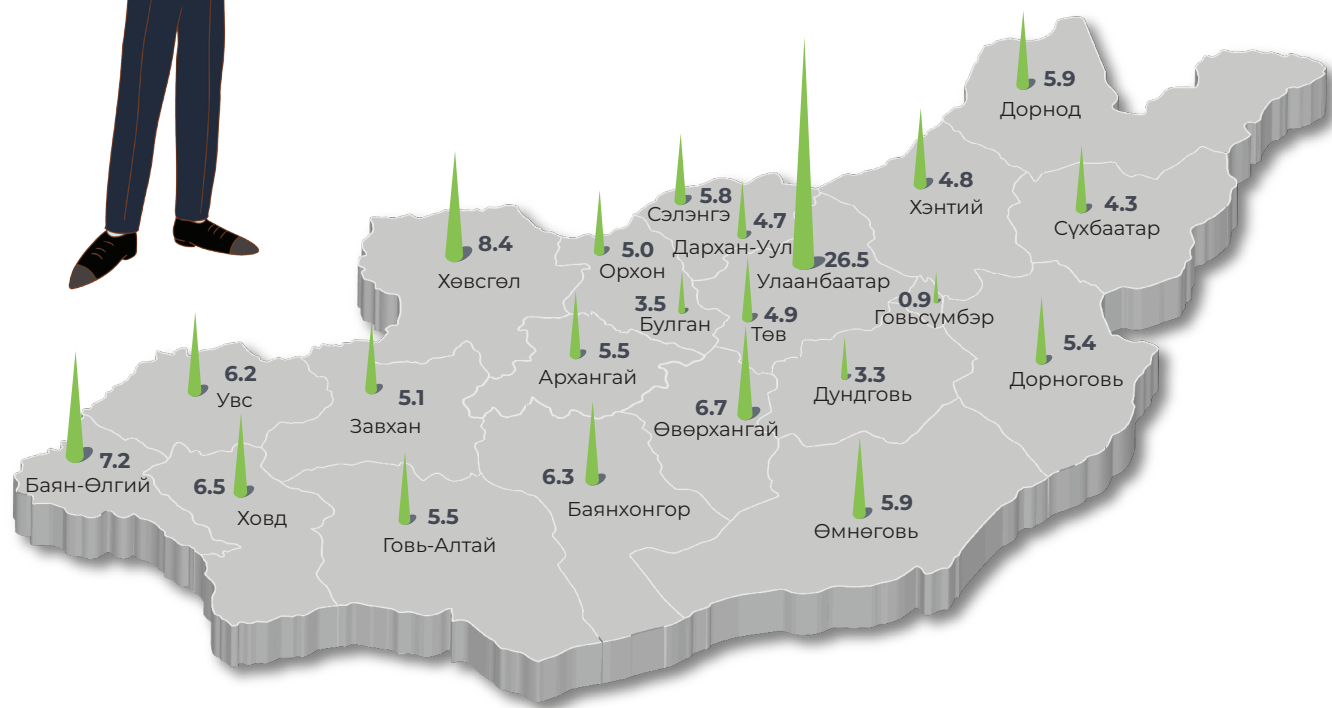 5.9
Дорнод
4.8
Хэнтий
4.3
Сүхбаатар
5.8
Сэлэнгэ
4.7
Дархан-Уул
8.4
Хөвсгөл
5.0
Орхон
26.5
Улаанбаатар
3.5
Булган
4.9
Төв
0.9
Говьсүмбэр
5.4
Дорноговь
5.5
Архангай
3.3
Дундговь
6.2
Увс
5.1
Завхан
6.7
Өвөрхангай
7.2
Баян-Өлгий
6.5
Ховд
5.5
Говь-Алтай
6.3
Баянхонгор
5.9
Өмнөговь